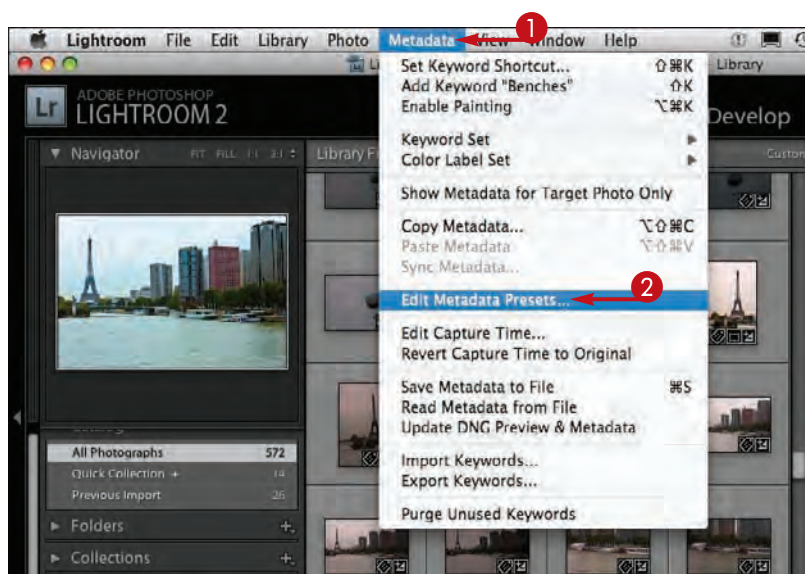 1
Lightroom File Edit Library Photo Metadata View Window Help
Library
Lr ADOBE PHOTOSHOP
LIGHTROOM 2
Develop
Navigator FIT FILL 1:1 2:1
Library
Custom
Set Keyword Shortcut... ⇧⌘K
Add Keyword "Benches" ⇧K
Enable Painting ⌥⌘K
Keyword Set
Color Label Set
Show Metadata for Target Photo Only
Copy Metadata... ⌥⇧⌘C
Paste Metadata ⌥⇧⌘V
Sync Metadata...
Edit Metadata Presets... 2
Edit Capture Time...
Revert Capture Time to Original
Save Metadata to File ⌘S
Read Metadata from File
Update DNG Preview & Metadata
Import Keywords...
Export Keywords...
Purge Unused Keywords
All Photographs 572
Quick Collection + 14
Previous Import 26
Folders +
Collections +